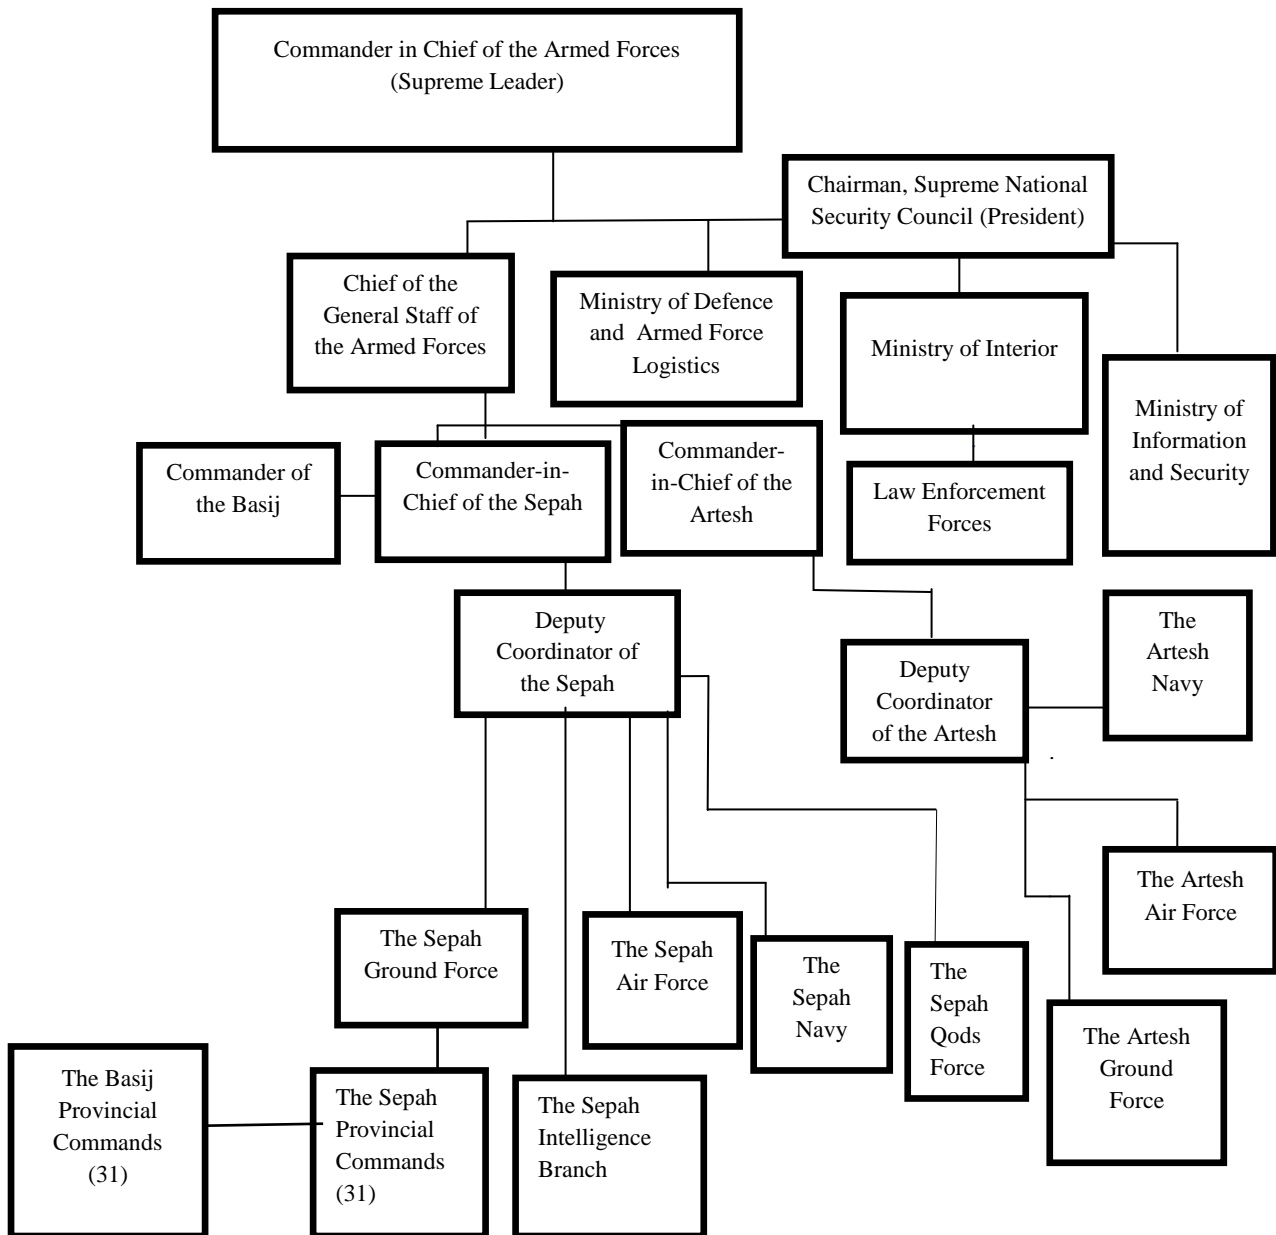 Commander in Chief of the Armed Forces
(Supreme Leader)
Chairman, Supreme National
Security Council (President)
Chief of the
General Staff of
the Armed Forces
Ministry of Defence
and Armed Force
Logistics
Ministry of Interior
Ministry of
Information
and Security
Commander of
the Basij
Commander-in-
Chief of the Sepah
Commander-
in-Chief of the
Artesh
Law Enforcement
Forces
Deputy
Coordinator of
the Sepah
Deputy
Coordinator
of the Artesh
The
Artesh
Navy
The Artesh
Air Force
The Sepah
Ground Force
The Sepah
Air Force
The
Sepah
Navy
The
Sepah
Qods
Force
The Artesh
Ground
Force
The Basij
Provincial
Commands
(31)
The Sepah
Provincial
Commands
(31)
The Sepah
Intelligence
Branch